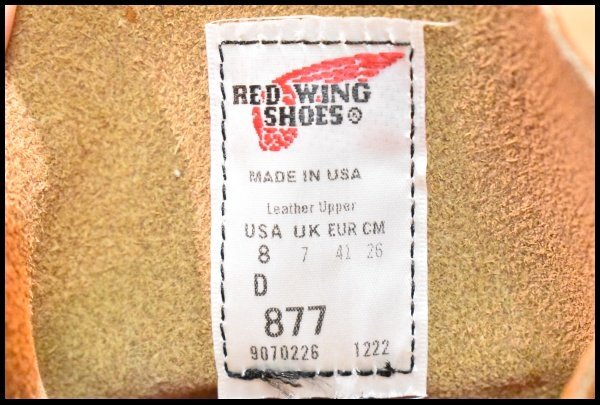 RED WING
SHOES®
MADE IN USA
Leather Upper
USA UK EUR CM
8 7 41 26
D
877
9070226 1222